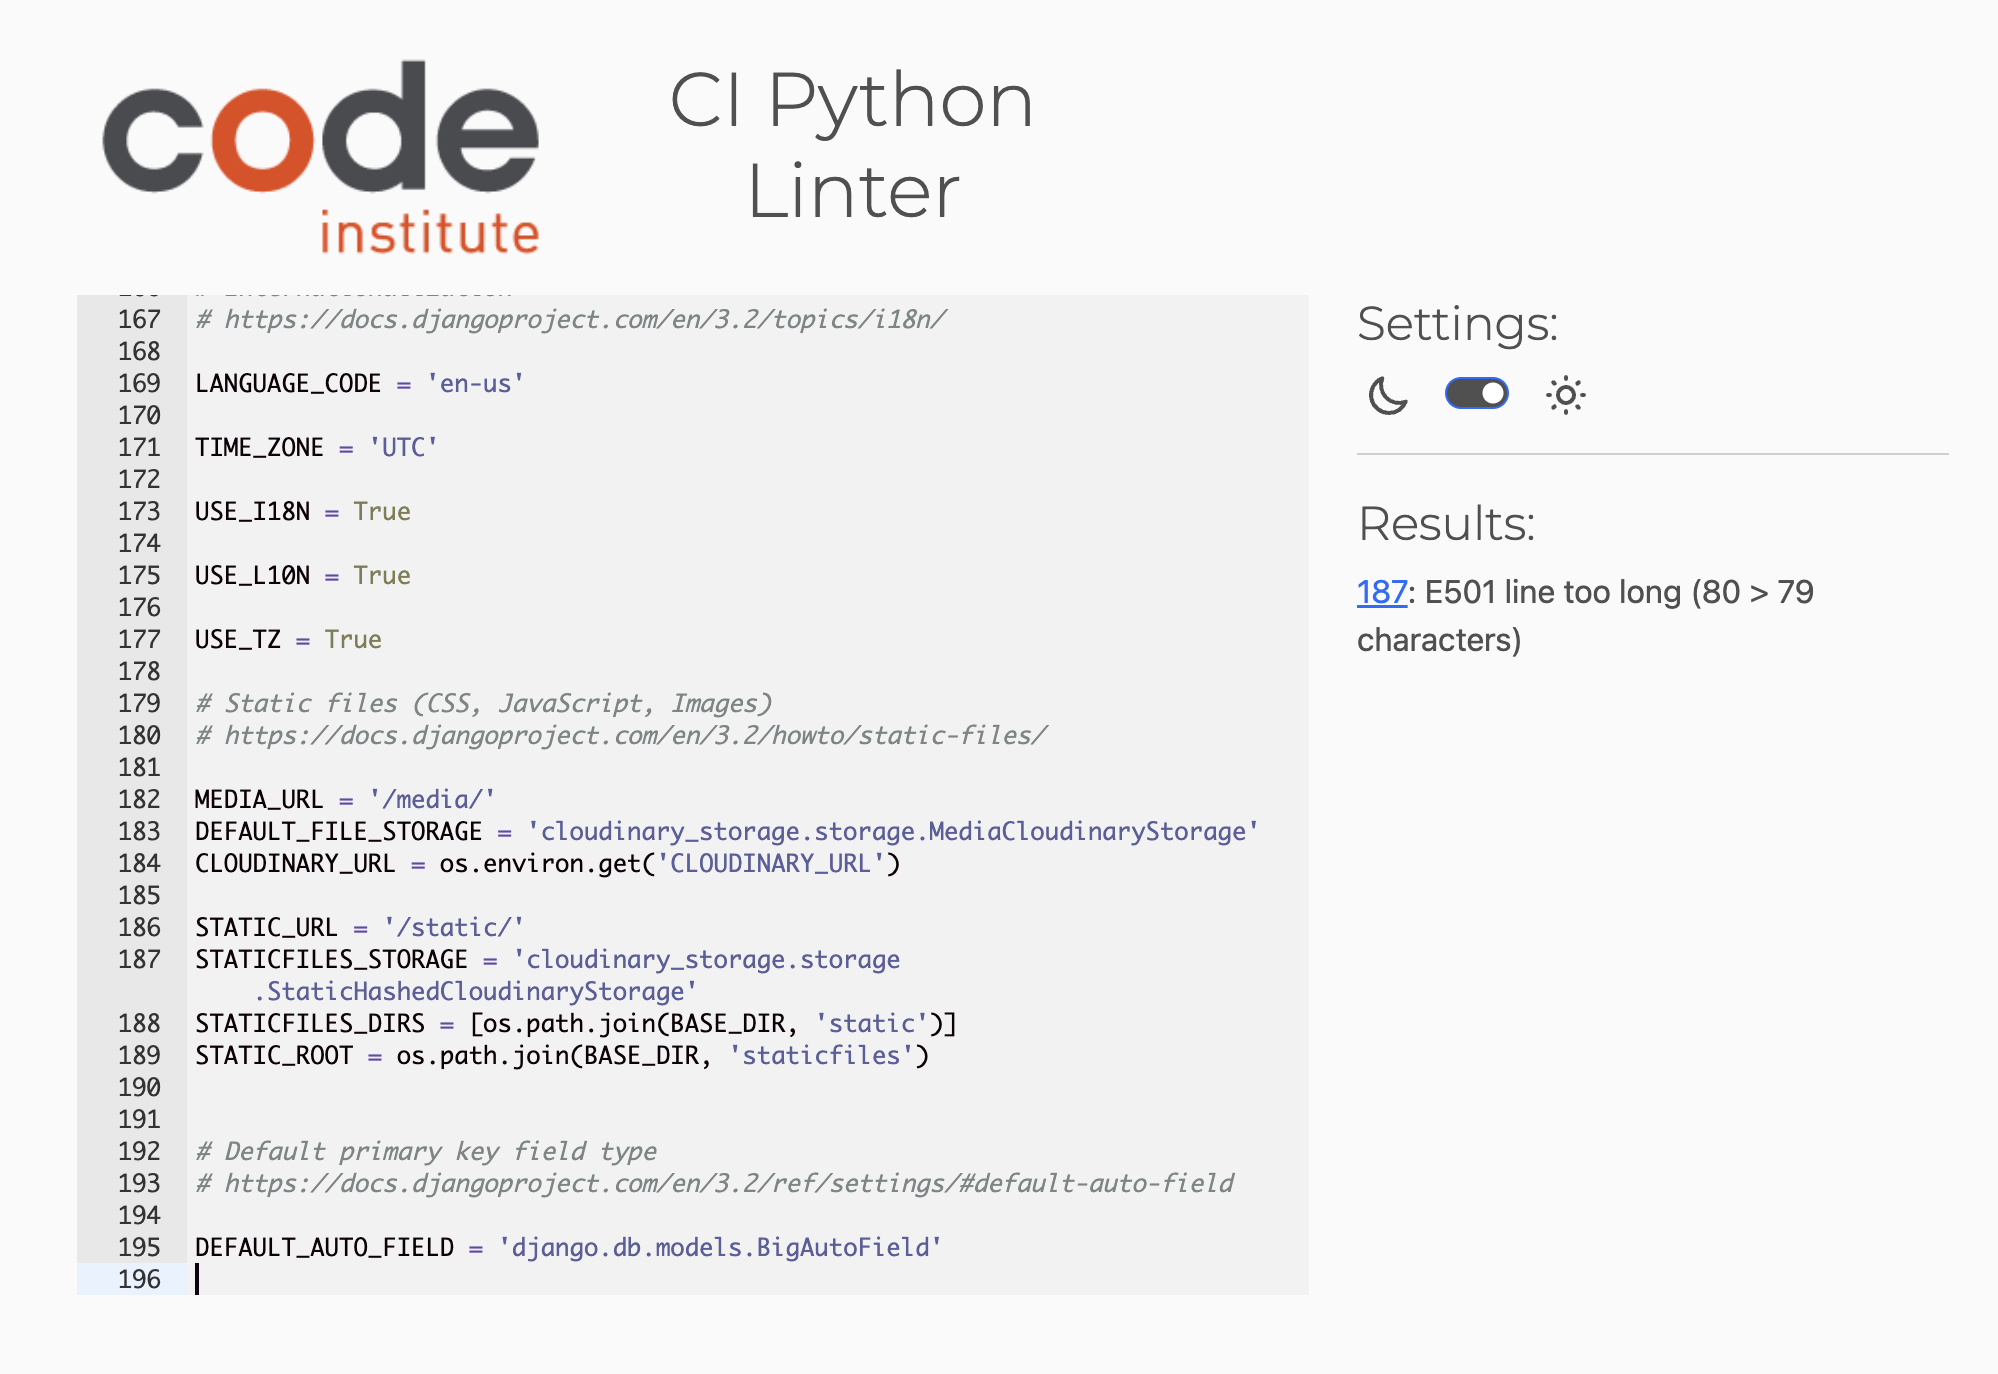 code
institute
CI Python
Linter
167 # https://docs.djangoproject.com/en/3.2/topics/i18n/
168
169 LANGUAGE_CODE = 'en-us'
170
171 TIME_ZONE = 'UTC'
172
173 USE_I18N = True
174
175 USE_L10N = True
176
177 USE_TZ = True
178
179 # Static files (CSS, JavaScript, Images)
180 # https://docs.djangoproject.com/en/3.2/howto/static-files/
181
182 MEDIA_URL = '/media/'
183 DEFAULT_FILE_STORAGE = 'cloudinary_storage.storage.MediaCloudinaryStorage'
184 CLOUDINARY_URL = os.environ.get('CLOUDINARY_URL')
185
186 STATIC_URL = '/static/'
187 STATICFILES_STORAGE = 'cloudinary_storage.storage
.StaticHashedCloudinaryStorage'
188 STATICFILES_DIRS = [os.path.join(BASE_DIR, 'static')]
189 STATIC_ROOT = os.path.join(BASE_DIR, 'staticfiles')
190
191
192 # Default primary key field type
193 # https://docs.djangoproject.com/en/3.2/ref/settings/#default-auto-field
194
195 DEFAULT_AUTO_FIELD = 'django.db.models.BigAutoField'
196
Settings:
Results:
187: E501 line too long (80 > 79
characters)